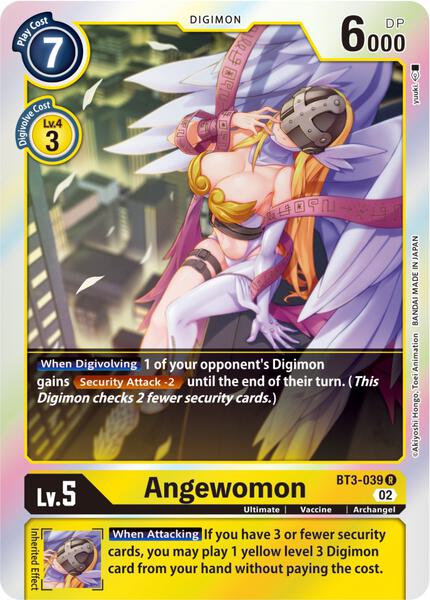 DIGIMON
Play Cost
7
DP
6000
Digivolve Cost
Lv.4
3
yuuki
©Akiyoshi Hongo, Toei Animation BANDAI MADE IN JAPAN
When Digivolving 1 of your opponent's Digimon
gains Security Attack -2 until the end of their turn. (This
Digimon checks 2 fewer security cards.)
BT3-039 R
02
Lv.5
Angewomon
Ultimate | Vaccine | Archangel
Inherited Effect
When Attacking If you have 3 or fewer security
cards, you may play 1 yellow level 3 Digimon
card from your hand without paying the cost.